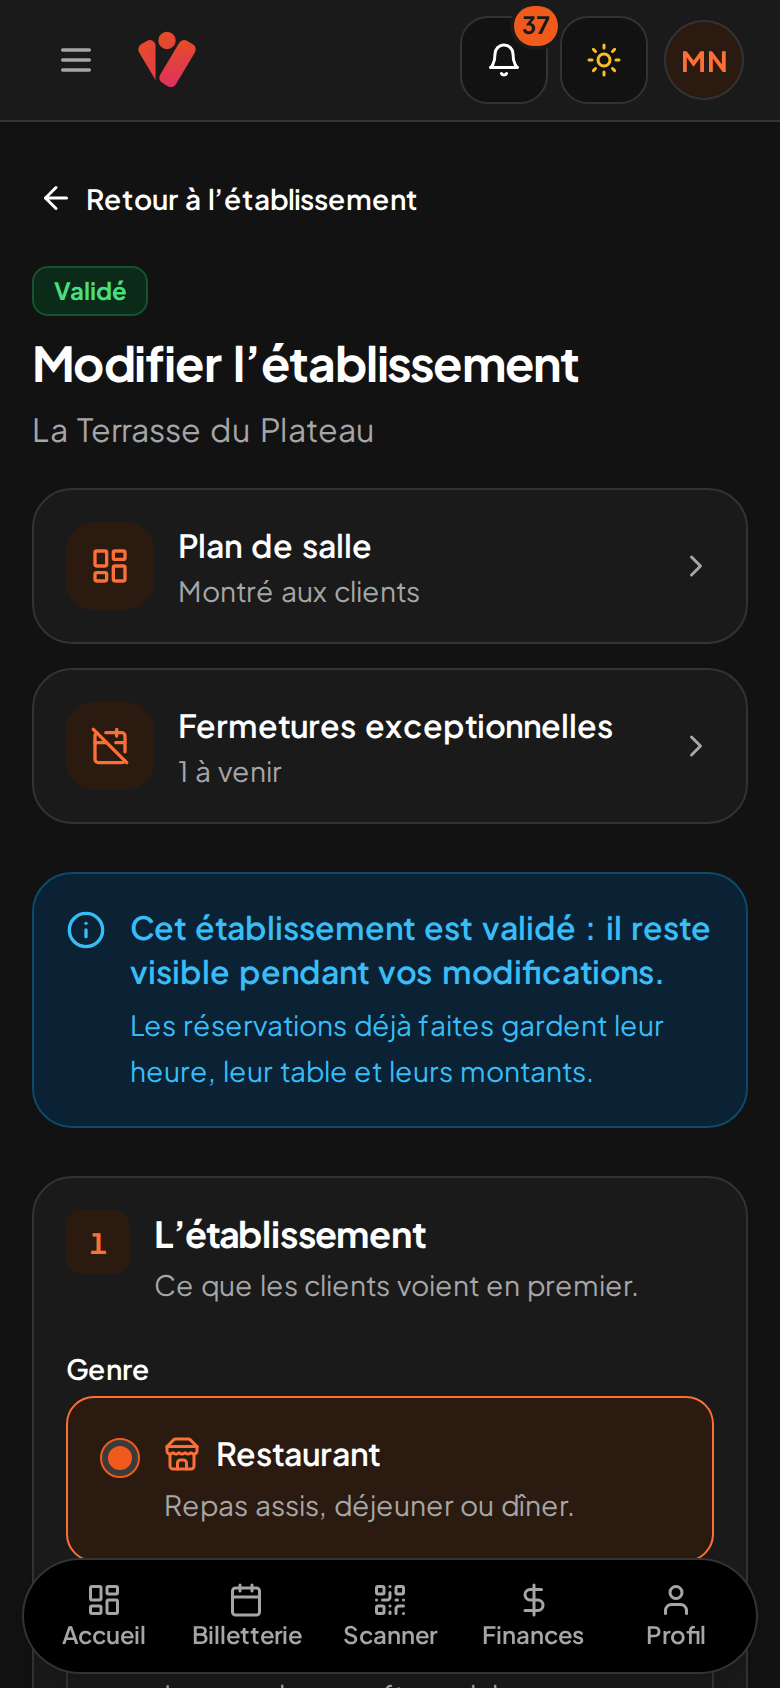 37
MN
Retour à l’établissement
Validé
Modifier l’établissement
La Terrasse du Plateau
Plan de salle
Montré aux clients
Fermetures exceptionnelles
1 à venir
Cet établissement est validé : il reste
visible pendant vos modifications.
Les réservations déjà faites gardent leur
heure, leur table et leurs montants.
1
L’établissement
Ce que les clients voient en premier.
Genre
Restaurant
Repas assis, déjeuner ou dîner.
Accueil
Billetterie
Scanner
Finances
Profil